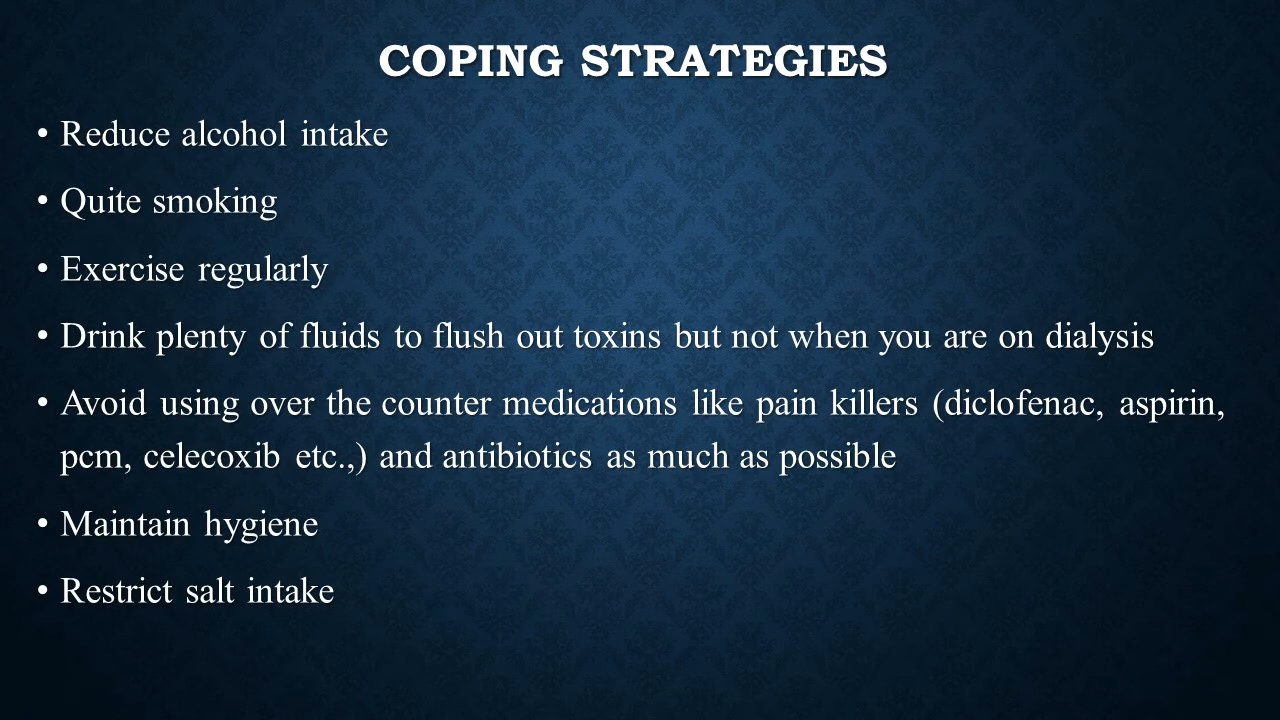 COPING STRATEGIES
• Reduce alcohol intake
• Quite smoking
• Exercise regularly
• Drink plenty of fluids to flush out toxins but not when you are on dialysis
• Avoid using over the counter medications like pain killers (diclofenac, aspirin,
pcm, celecoxib etc.,) and antibiotics as much as possible
• Maintain hygiene
• Restrict salt intake